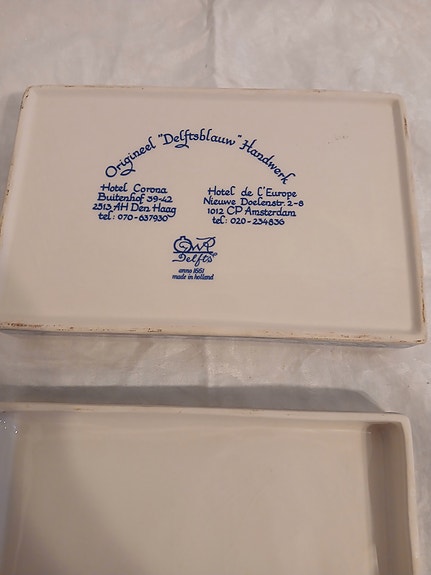 Origineel "Delftsblauw" Handwerk
Hotel Corona
Buitenhof 39-42
2513 AH Den Haag
tel: 070-637930
Hotel de l'Europe
Nieuwe Doelenstr. 2-8
1012 CP Amsterdam
tel: 020-234836
Delfts
anno 1661
made in holland